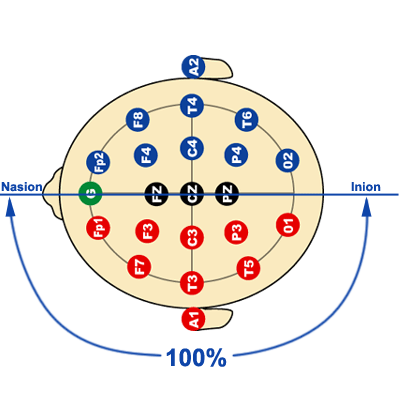 A2
F8
T4
T6
Fp2
F4
C4
P4
02
Nasion
G
FZ
CZ
PZ
Inion
Fp1
F3
C3
P3
01
F7
T3
T5
A1
100%